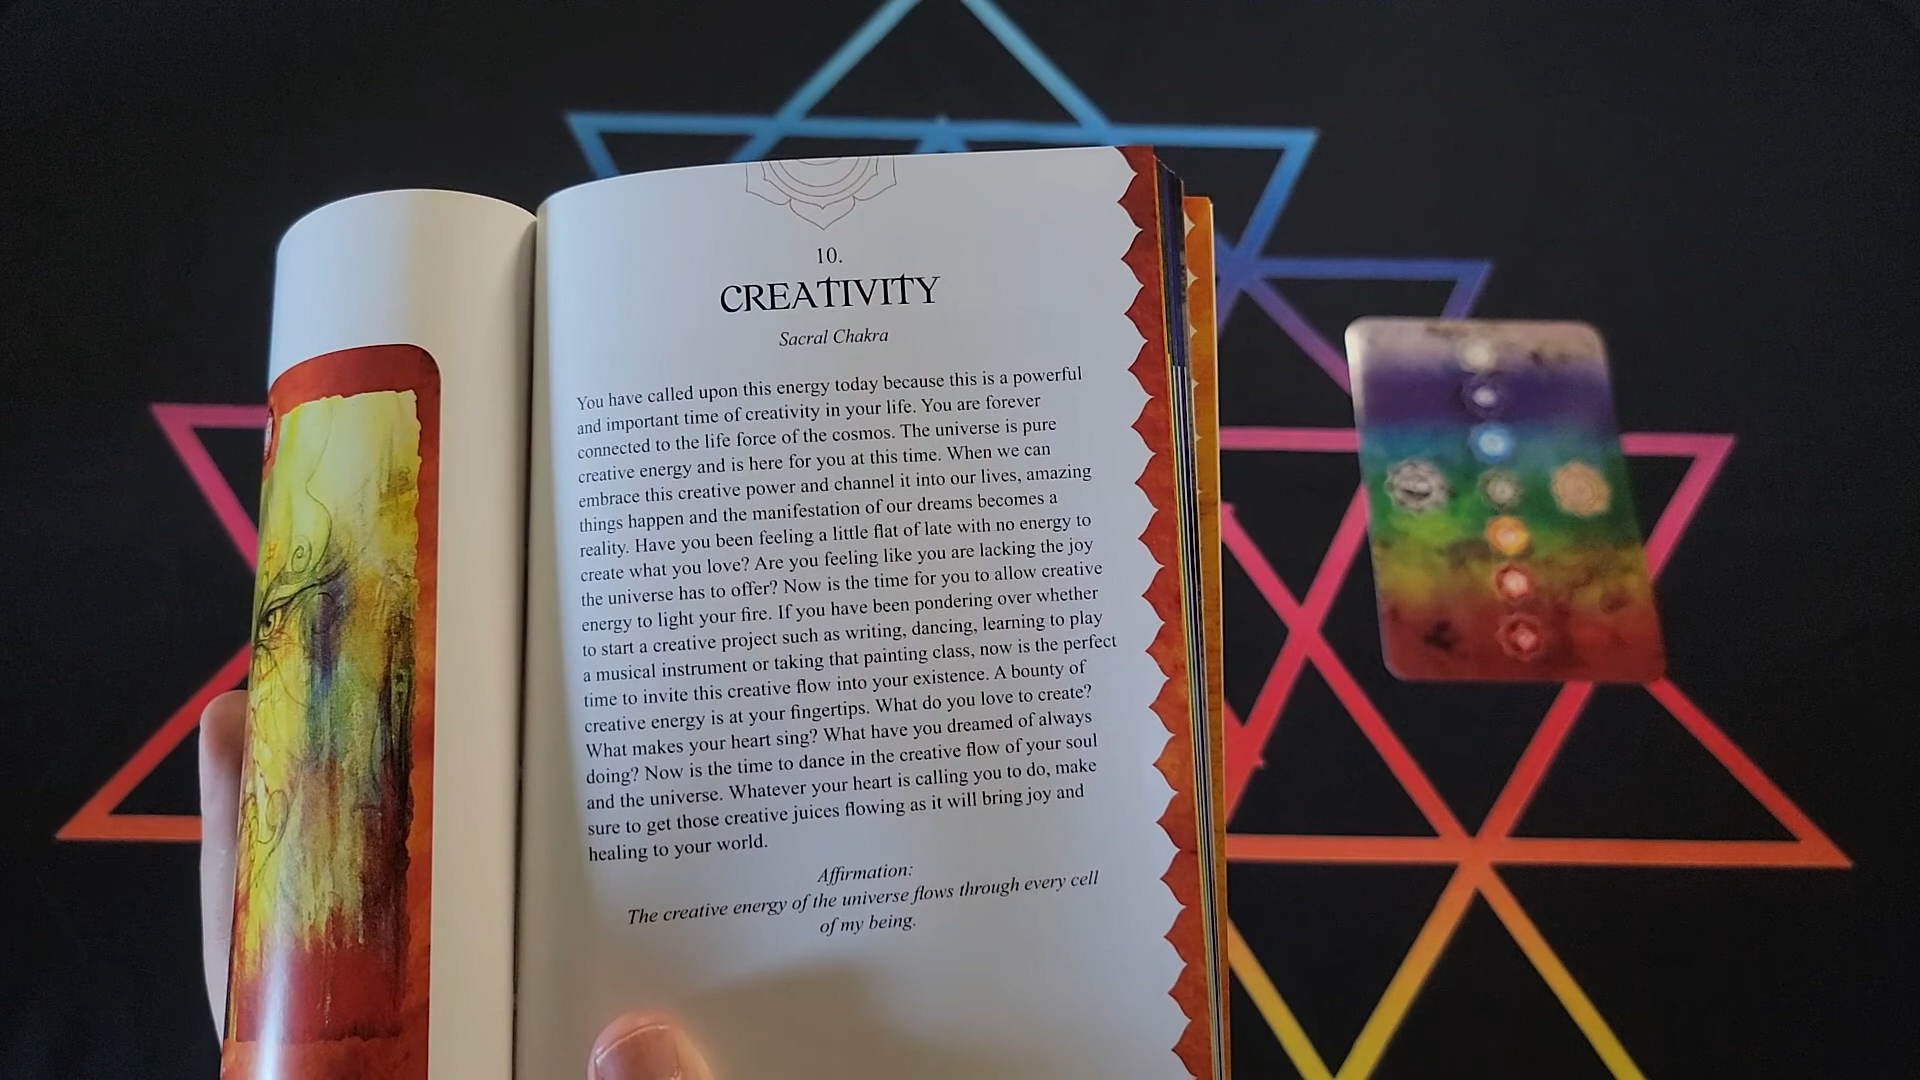 10.
CREATIVITY
Sacral Chakra
You have called upon this energy today because this is a powerful
and important time of creativity in your life. You are forever
connected to the life force of the cosmos. The universe is pure
creative energy and is here for you at this time. When we can
embrace this creative power and channel it into our lives, amazing
things happen and the manifestation of our dreams becomes a
reality. Have you been feeling a little flat of late with no energy to
create what you love? Are you feeling like you are lacking the joy
the universe has to offer? Now is the time for you to allow creative
energy to light your fire. If you have been pondering over whether
to start a creative project such as writing, dancing, learning to play
a musical instrument or taking that painting class, now is the perfect
time to invite this creative flow into your existence. A bounty of
creative energy is at your fingertips. What do you love to create?
What makes your heart sing? What have you dreamed of always
doing? Now is the time to dance in the creative flow of your soul
and the universe. Whatever your heart is calling you to do, make
sure to get those creative juices flowing as it will bring joy and
healing to your world.
Affirmation:
The creative energy of the universe flows through every cell
of my being.